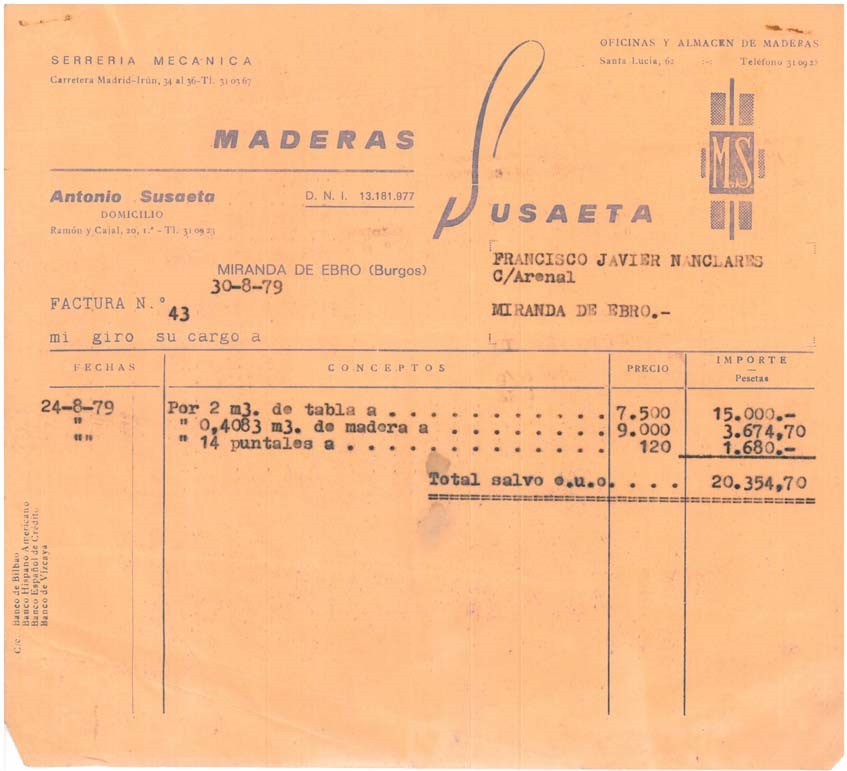 SERRERIA MECANICA
Carretera Madrid-Irún, 34 al 36-Tl. 31 03 67
OFICINAS Y ALMACEN DE MADERAS
Santa Lucía, 62 :-: Teléfono 31 09 23
MADERAS
SUSAETA
M.S
Antonio Susaeta
D. N. I. 13.181.977
DOMICILIO
Ramón y Cajal, 20, 1.º - Tl. 31 09 23
MIRANDA DE EBRO (Burgos)
30-8-79
FRANCISCO JAVIER NANCLARES
C/Arenal
MIRANDA DE EBRO.-
FACTURA N.º 43
mi giro su cargo a
FECHAS CONCEPTOS PRECIO IMPORTE
Pesetas
24-8-79 Por 2 m3. de tabla a . . . . . . . . . . . 7.500 15.000.-
" " 0,4083 m3. de madera a . . . . . . . . 9.000 3.674,70
"" " 14 puntales a . . . . . . . . . . . . . 120 1.680.-
Total salvo e.u.o. . . . . 20.354,70
C/c. Banco de Bilbao
Banco Hispano Americano
Banco Español de Crédito
Banco de Vizcaya